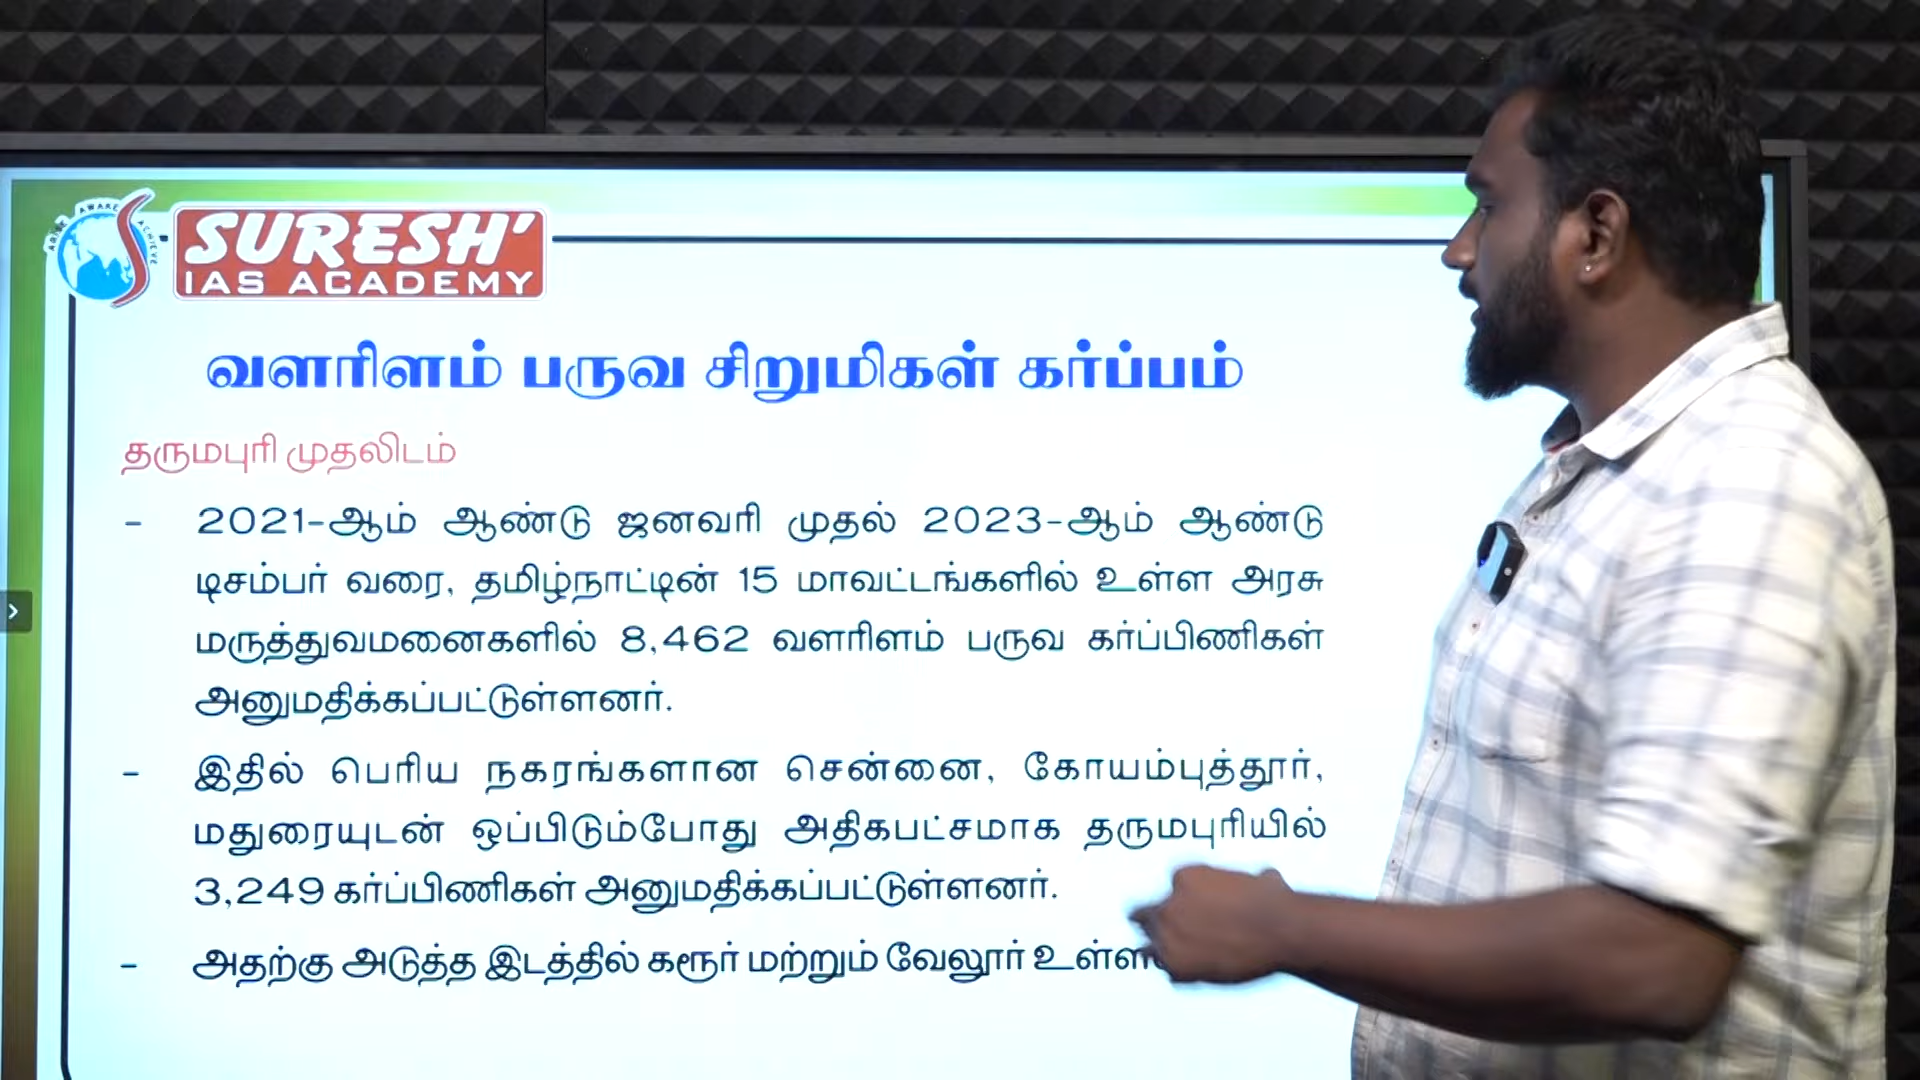 ARISE AWAKE ACHIEVE
SURESH'
IAS ACADEMY
வளரிளம் பருவ சிறுமிகள் கர்ப்பம்
தருமபுரி முதலிடம்
- 2021-ஆம் ஆண்டு ஜனவரி முதல் 2023-ஆம் ஆண்டு
டிசம்பர் வரை, தமிழ்நாட்டின் 15 மாவட்டங்களில் உள்ள அரசு
மருத்துவமனைகளில் 8,462 வளரிளம் பருவ கர்ப்பிணிகள்
அனுமதிக்கப்பட்டுள்ளனர்.
- இதில் பெரிய நகரங்களான சென்னை, கோயம்புத்தூர்,
மதுரையுடன் ஒப்பிடும்போது அதிகபட்சமாக தருமபுரியில்
3,249 கர்ப்பிணிகள் அனுமதிக்கப்பட்டுள்ளனர்.
- அதற்கு அடுத்த இடத்தில் கரூர் மற்றும் வேலூர்